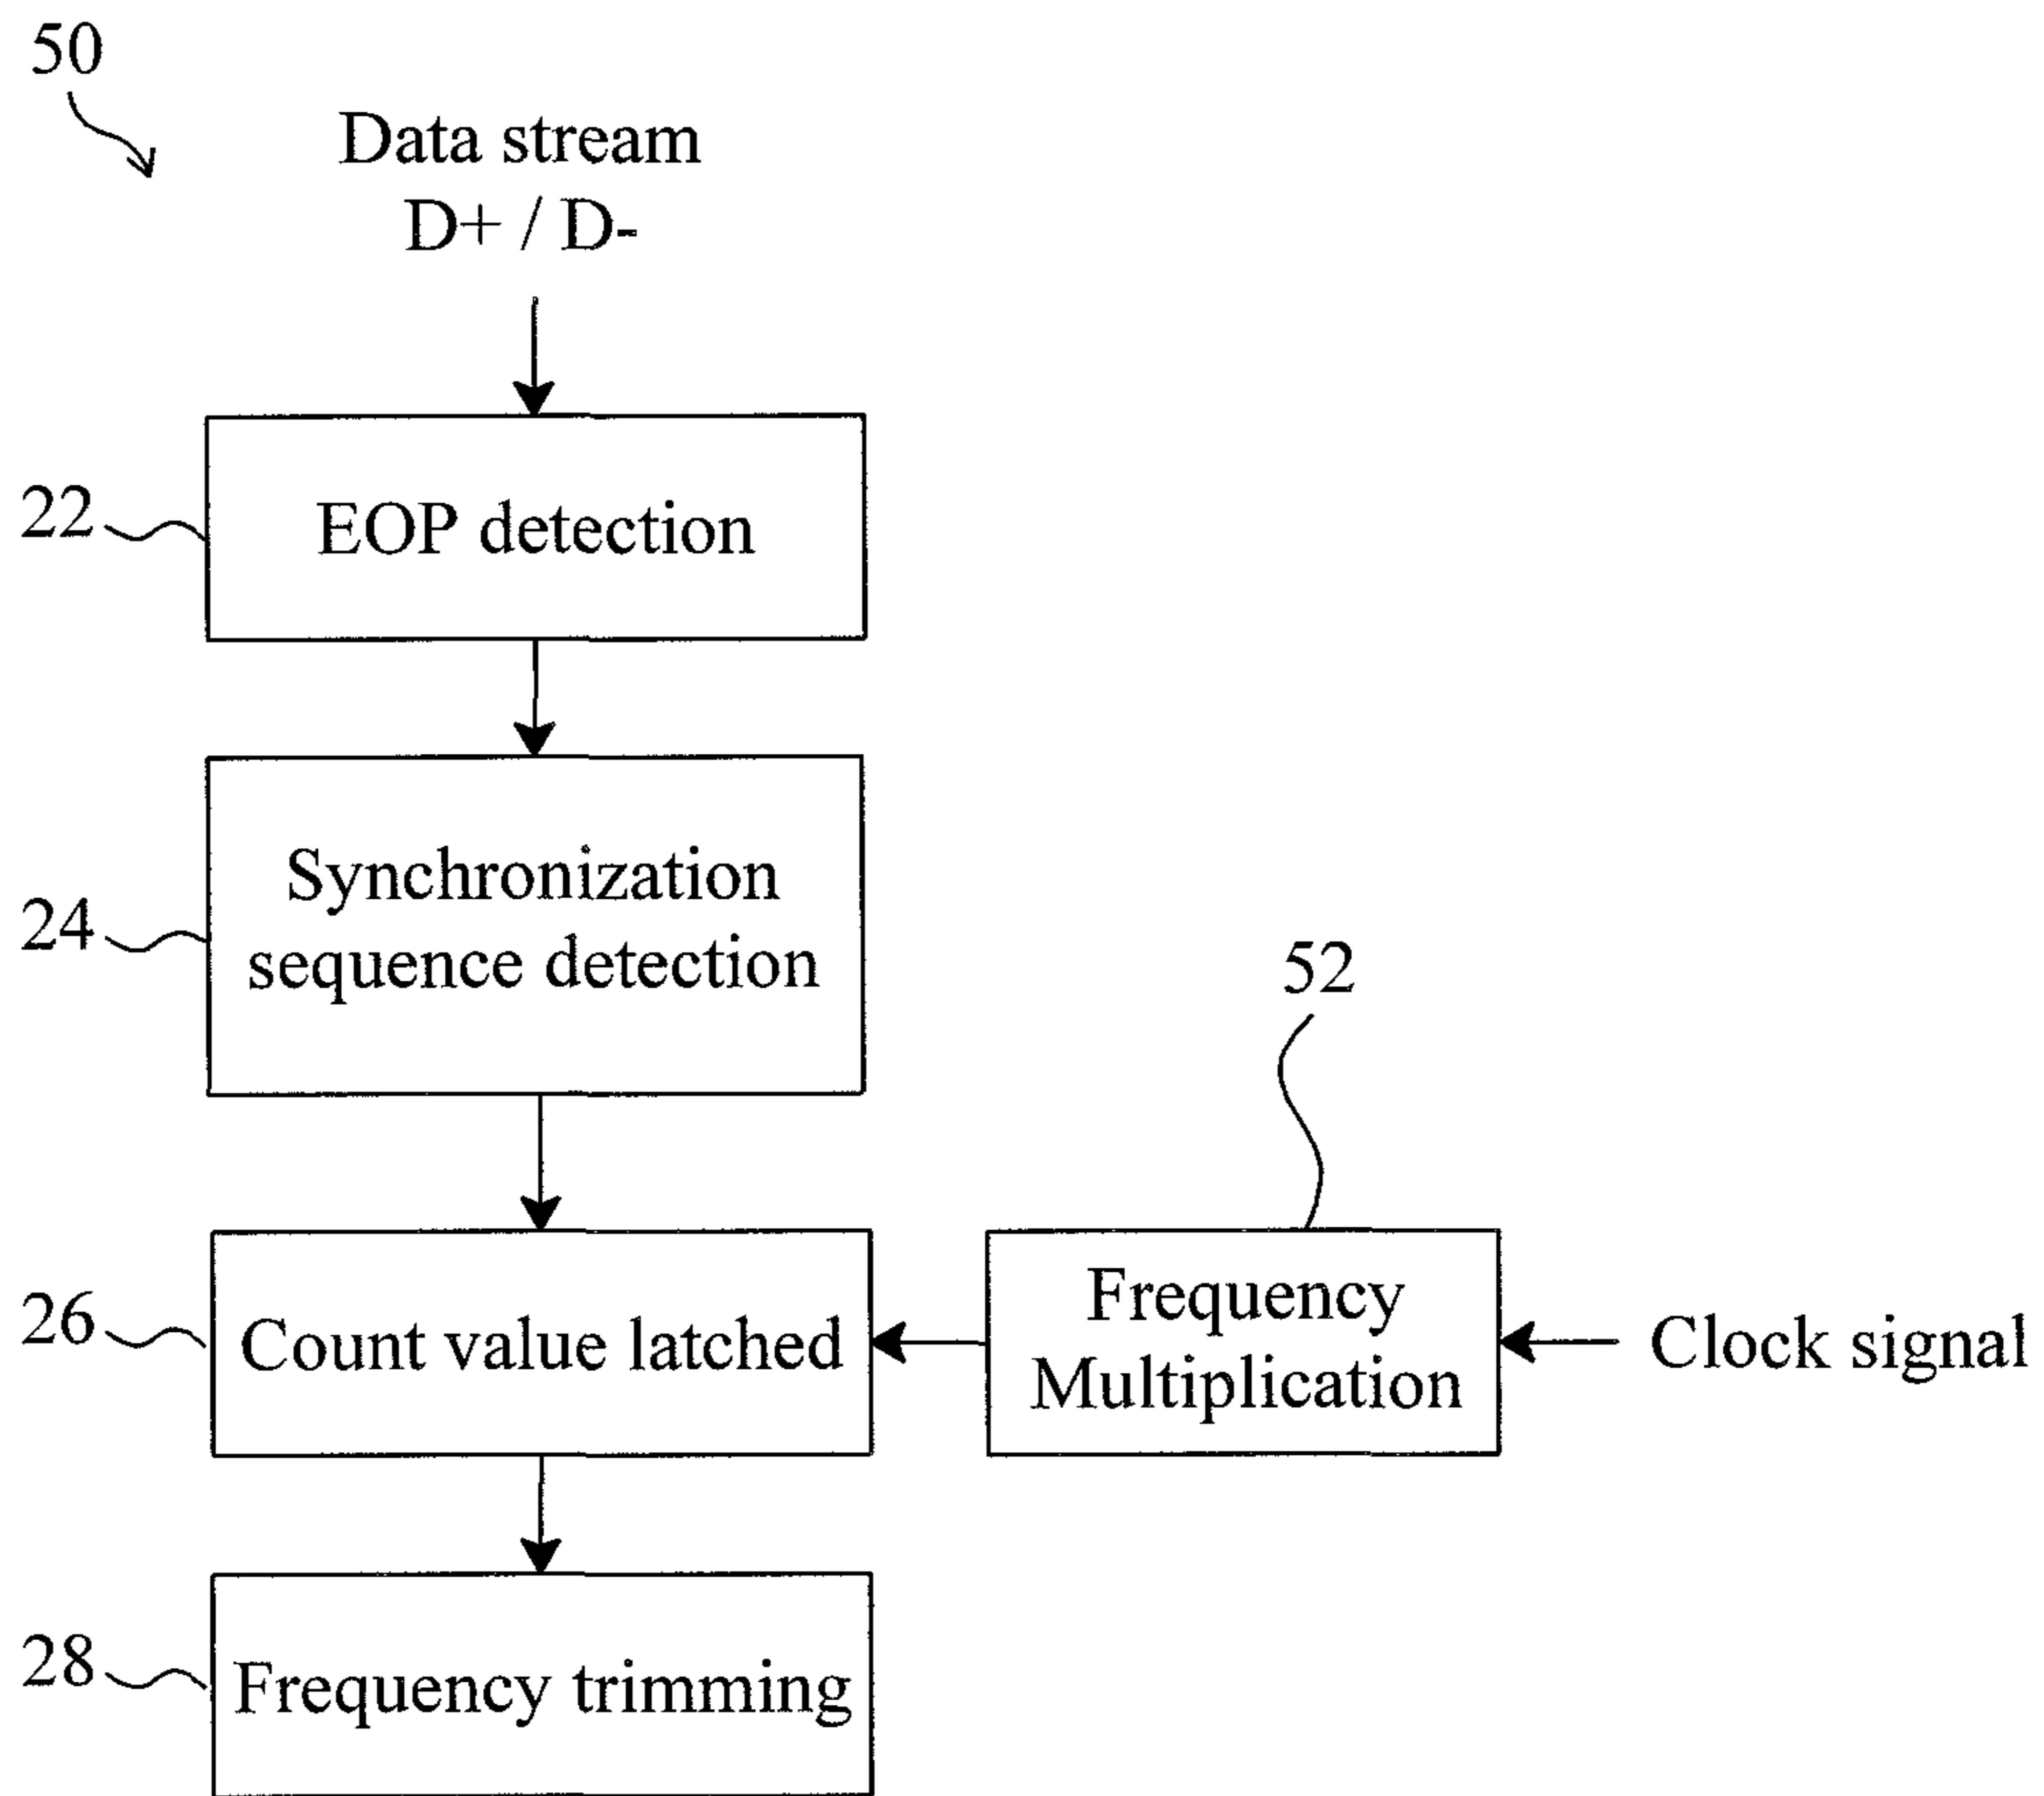 50
Data stream
D+ / D-
22
EOP detection
24
Synchronization
sequence detection
52
26
Count value latched
Frequency
Multiplication
Clock signal
28
Frequency trimming